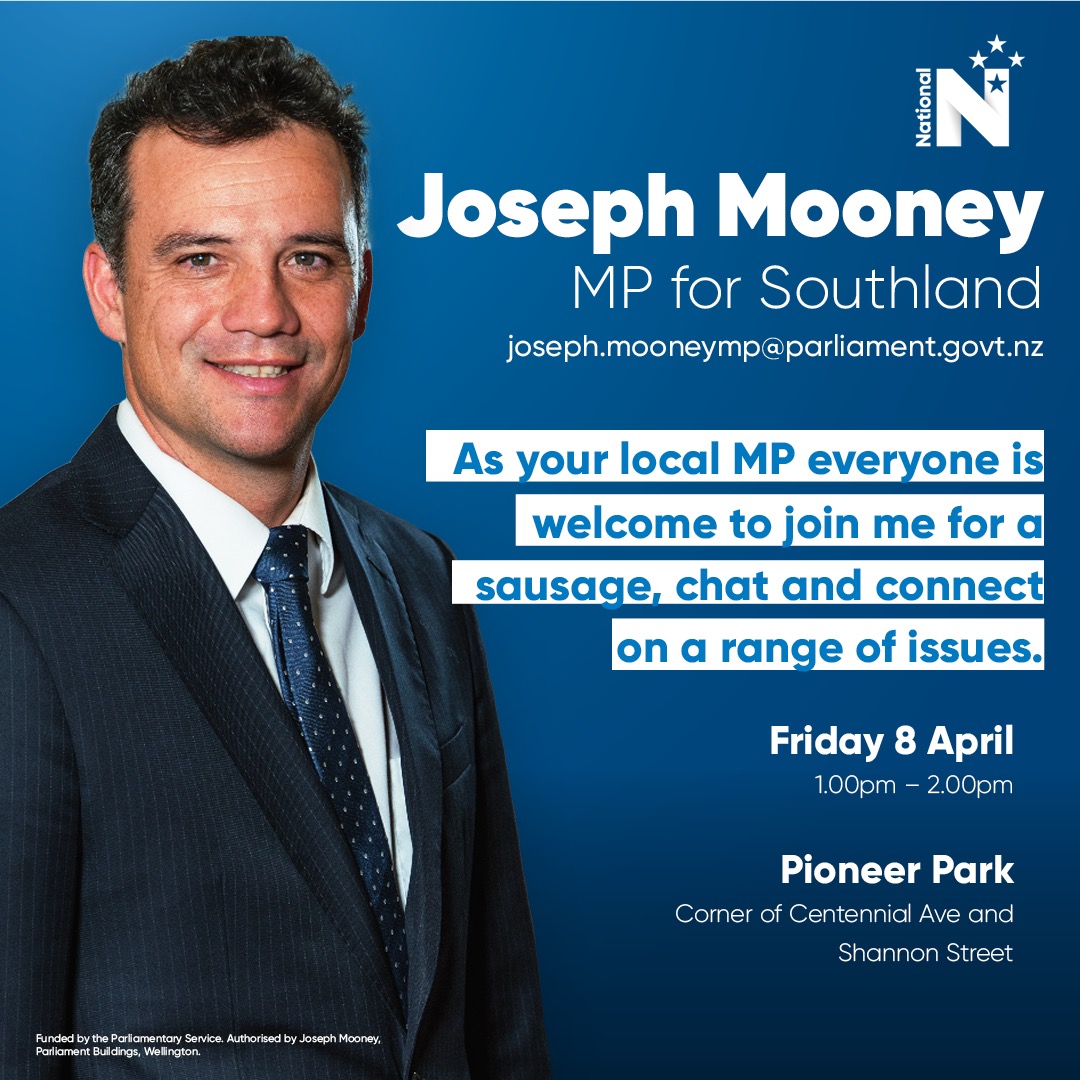 National
N
Joseph Mooney
MP for Southland
joseph.mooneymp@parliament.govt.nz
As your local MP everyone is
welcome to join me for a
sausage, chat and connect
on a range of issues.
Friday 8 April
1.00pm – 2.00pm
Pioneer Park
Corner of Centennial Ave and
Shannon Street
Funded by the Parliamentary Service. Authorised by Joseph Mooney,
Parliament Buildings, Wellington.